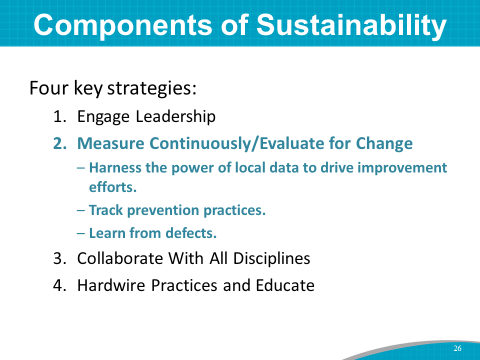 Components of Sustainability
Four key strategies:
1. Engage Leadership
2. Measure Continuously/Evaluate for Change
– Harness the power of local data to drive improvement
efforts.
– Track prevention practices.
– Learn from defects.
3. Collaborate With All Disciplines
4. Hardwire Practices and Educate
26